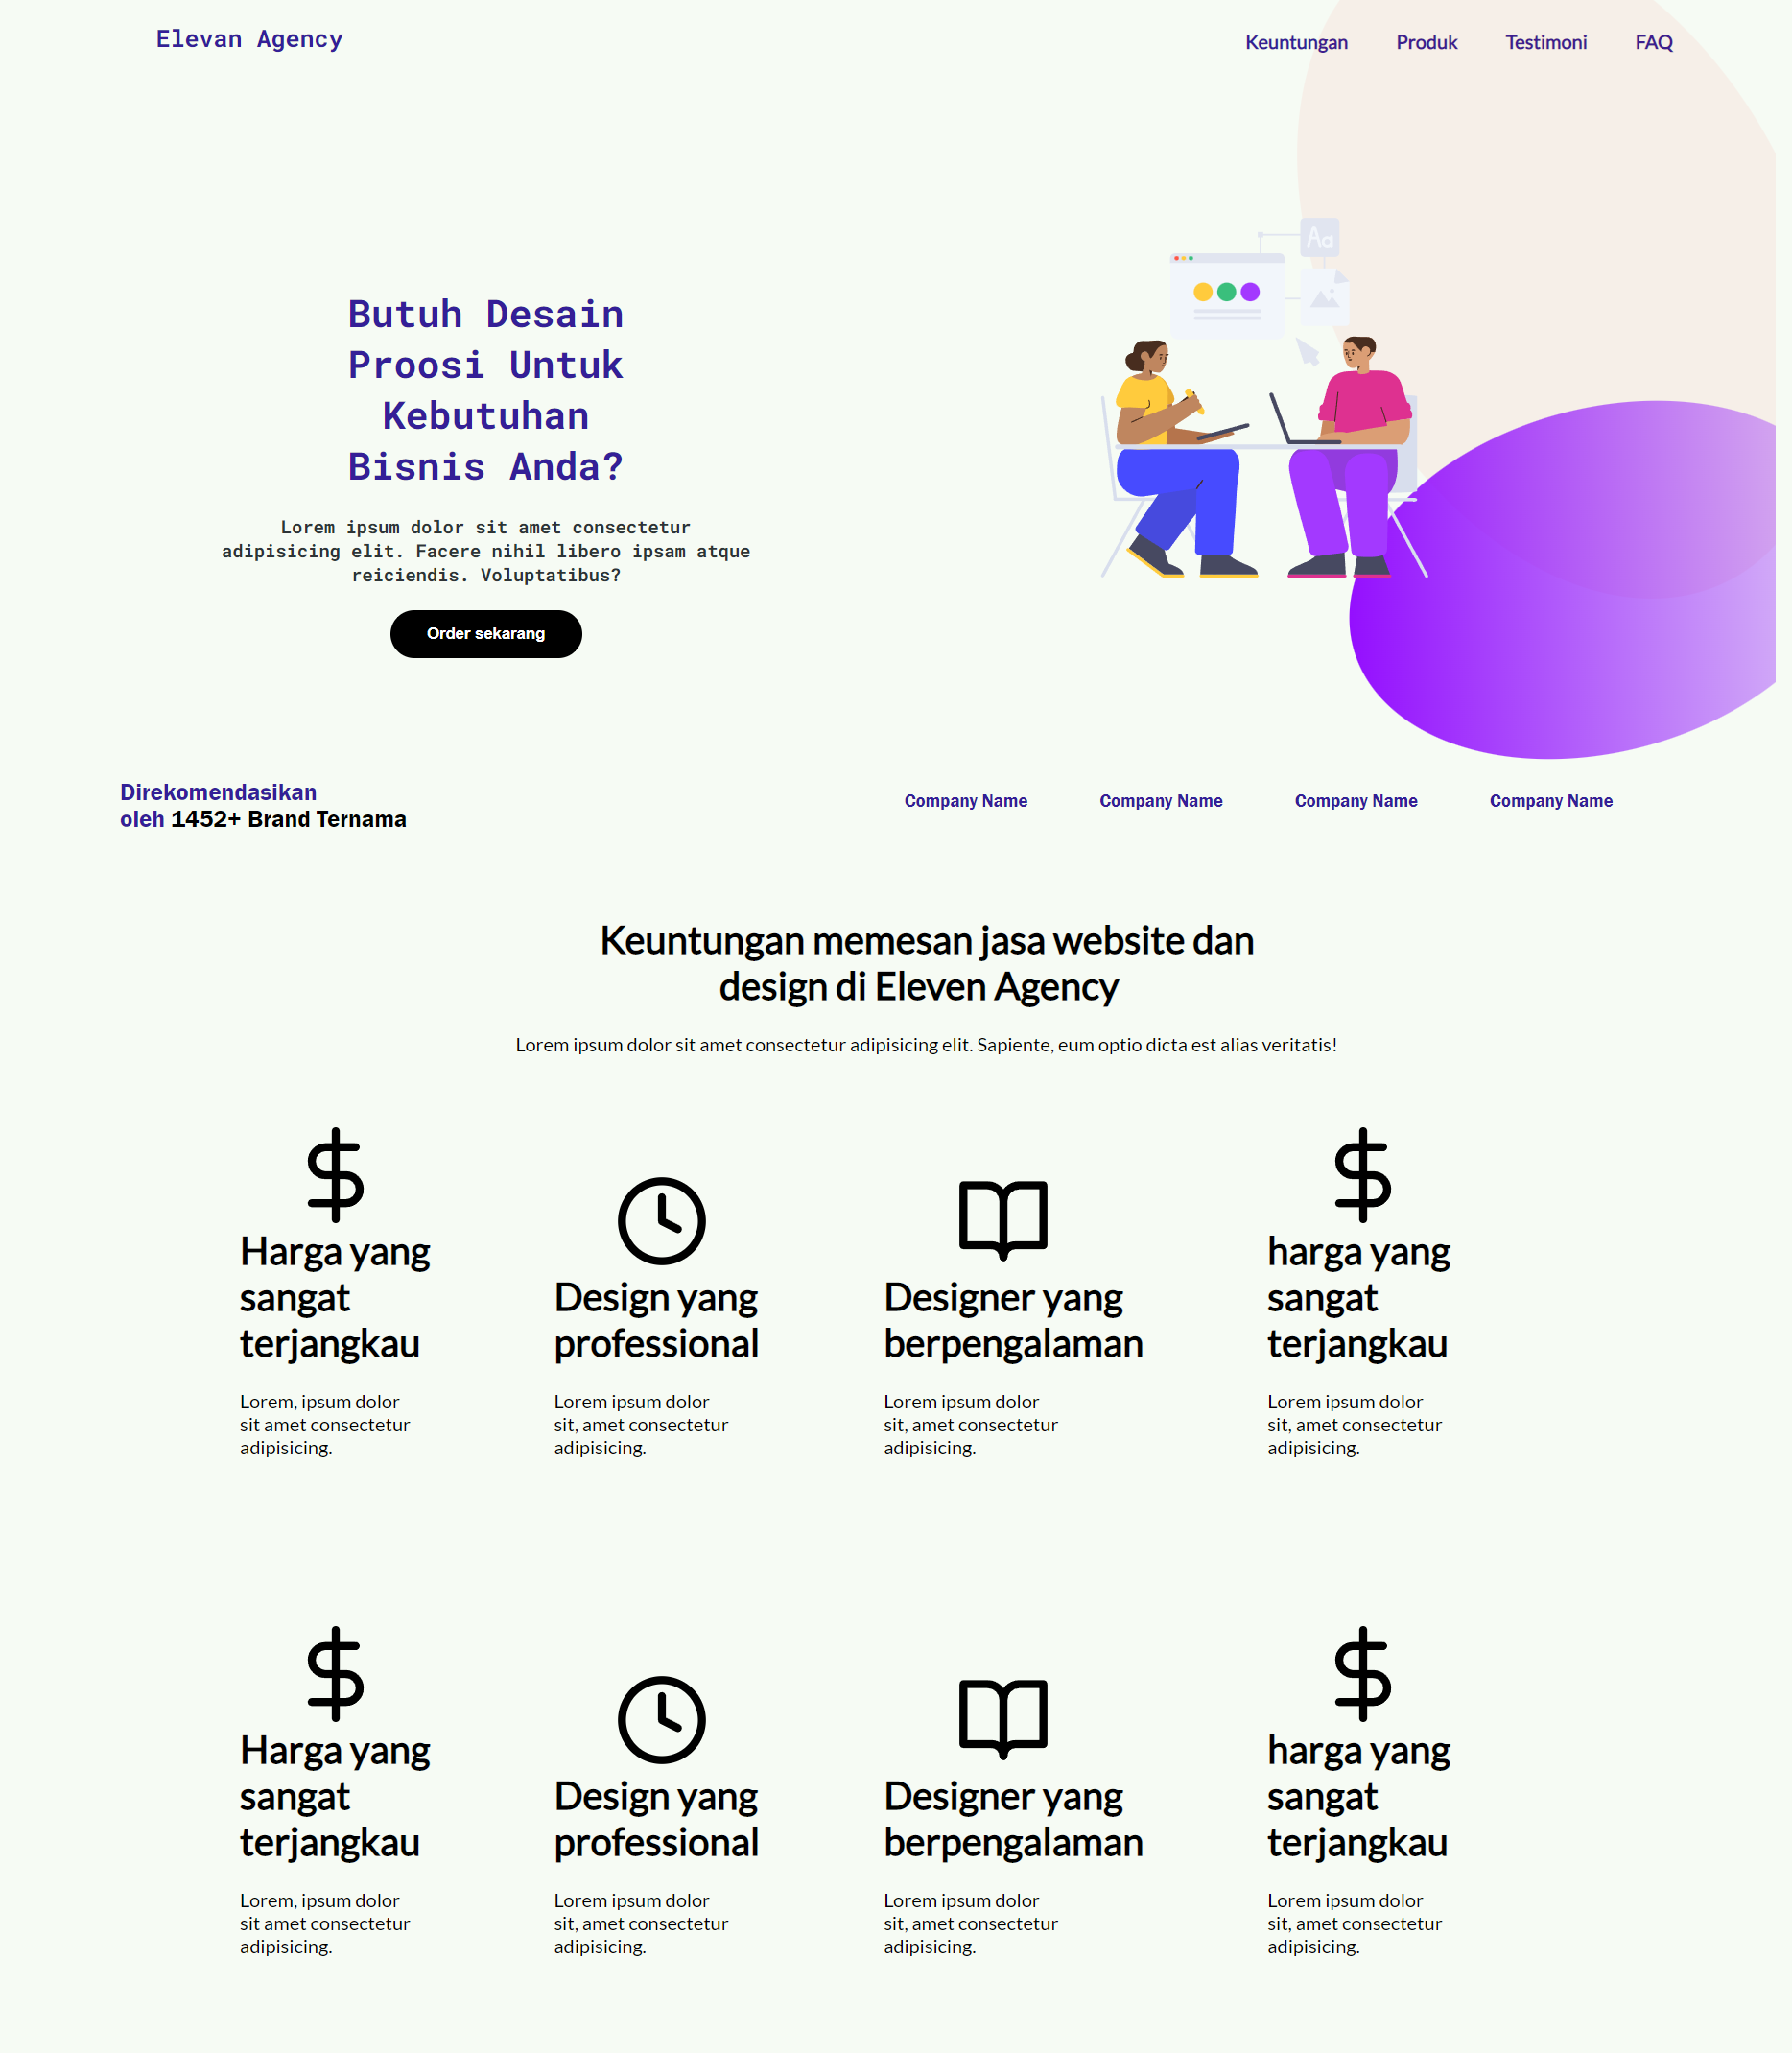 Elevan Agency
Keuntungan Produk Testimoni FAQ
Aa
Butuh Desain
Proosi Untuk
Kebutuhan
Bisnis Anda?
Lorem ipsum dolor sit amet consectetur
adipisicing elit. Facere nihil libero ipsam atque
reiciendis. Voluptatibus?
Order sekarang
Direkomendasikan
oleh 1452+ Brand Ternama
Company Name Company Name Company Name Company Name
Keuntungan memesan jasa website dan
design di Eleven Agency
Lorem ipsum dolor sit amet consectetur adipisicing elit. Sapiente, eum optio dicta est alias veritatis!
Harga yang
sangat
terjangkau
Lorem, ipsum dolor
sit amet consectetur
adipisicing.
Design yang
professional
Lorem ipsum dolor
sit, amet consectetur
adipisicing.
Designer yang
berpengalaman
Lorem ipsum dolor
sit, amet consectetur
adipisicing.
harga yang
sangat
terjangkau
Lorem ipsum dolor
sit, amet consectetur
adipisicing.
Harga yang
sangat
terjangkau
Lorem, ipsum dolor
sit amet consectetur
adipisicing.
Design yang
professional
Lorem ipsum dolor
sit, amet consectetur
adipisicing.
Designer yang
berpengalaman
Lorem ipsum dolor
sit, amet consectetur
adipisicing.
harga yang
sangat
terjangkau
Lorem ipsum dolor
sit, amet consectetur
adipisicing.